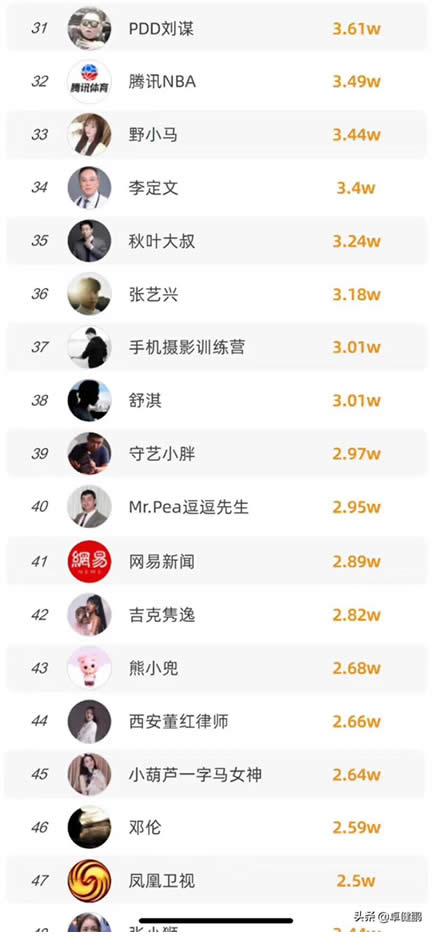 31 PDD刘谋 3.61w
腾讯体育
32 腾讯NBA 3.49w
33 野小马 3.44w
34 李定文 3.4w
35 秋叶大叔 3.24w
36 张艺兴 3.18w
37 手机摄影训练营 3.01w
38 舒淇 3.01w
39 守艺小胖 2.97w
40 Mr.Pea逗逗先生 2.95w
網易
NEWS
41 网易新闻 2.89w
42 吉克隽逸 2.82w
43 熊小兜 2.68w
44 西安董红律师 2.66w
45 小葫芦一字马女神 2.64w
46 邓伦 2.59w
47 凤凰卫视 2.5w
头条 @卓健鹏